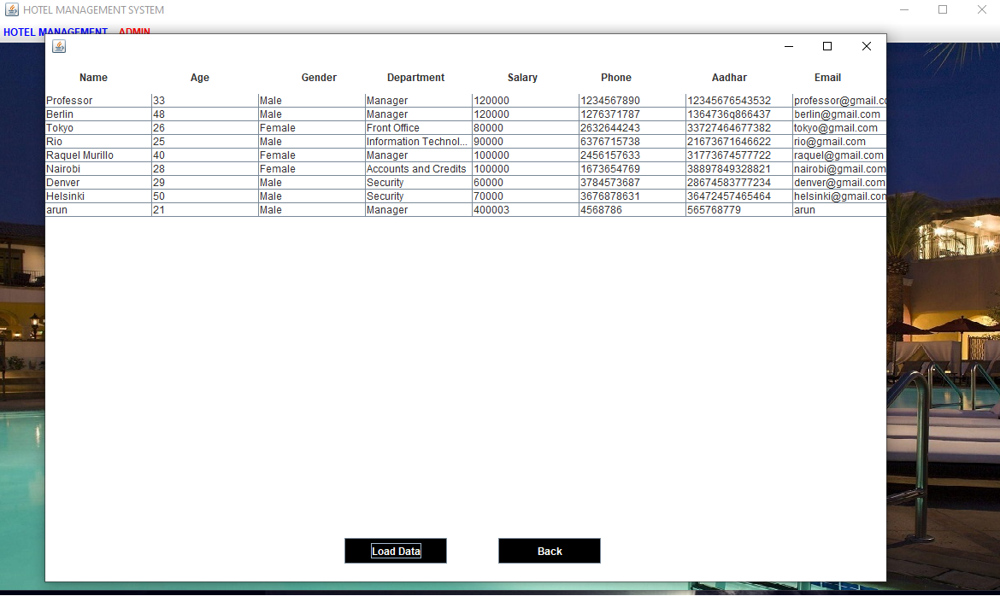 HOTEL MANAGEMENT SYSTEM
HOTEL MANAGEMENT ADMIN
Name Age Gender Department Salary Phone Aadhar Email
Professor 33 Male Manager 120000 1234567890 12345676543532 professor@gmail.co
Berlin 48 Male Manager 120000 1276371787 1364736q866437 berlin@gmail.com
Tokyo 26 Female Front Office 80000 2632644243 33727464677382 tokyo@gmail.com
Rio 25 Male Information Technol... 90000 6376715738 21673671646622 rio@gmail.com
Raquel Murillo 40 Female Manager 100000 2456157633 31773674577722 raquel@gmail.com
Nairobi 28 Female Accounts and Credits 100000 1673654769 38897849328821 nairobi@gmail.com
Denver 29 Male Security 60000 3784573687 28674583777234 denver@gmail.com
Helsinki 50 Male Security 70000 3676878631 36472457465464 helsinki@gmail.com
arun 21 Male Manager 400003 4568786 565768779 arun
Load Data Back